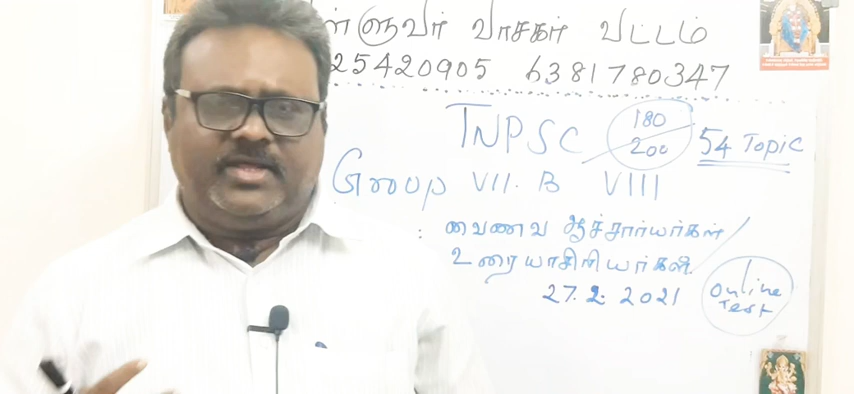 வாசகர் வட்டம்
25420905 6381780347
TNPSC 180/200 54 Topic
Group VII.B VIII
: வைணவ ஆச்சார்யர்கள்/
உரையாசிரியர்கள்
27.2.2021
Online
Test